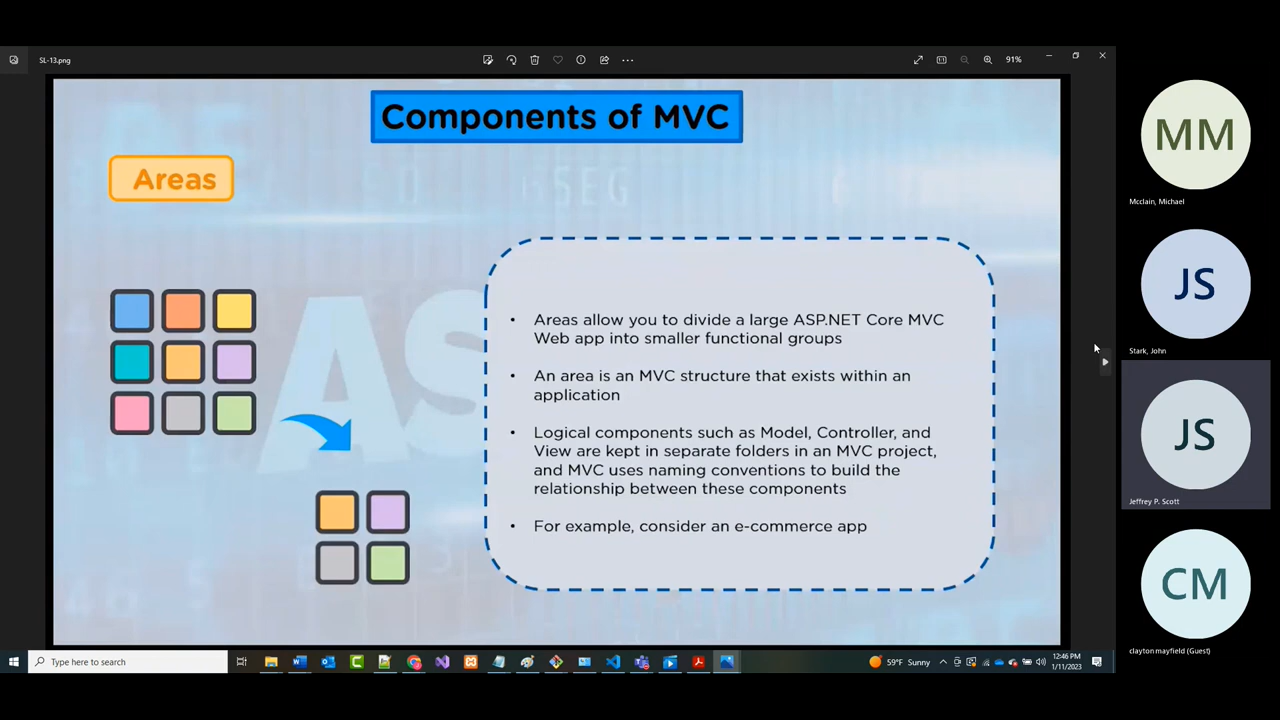 SL-13.png
91%
Components of MVC
Areas
• Areas allow you to divide a large ASP.NET Core MVC
Web app into smaller functional groups
• An area is an MVC structure that exists within an
application
• Logical components such as Model, Controller, and
View are kept in separate folders in an MVC project,
and MVC uses naming conventions to build the
relationship between these components
• For example, consider an e-commerce app
MM
Mcclain, Michael
JS
Stark, John
JS
Jeffrey P. Scott
CM
clayton mayfield (Guest)
Type here to search
59°F Sunny
12:46 PM
1/11/2023